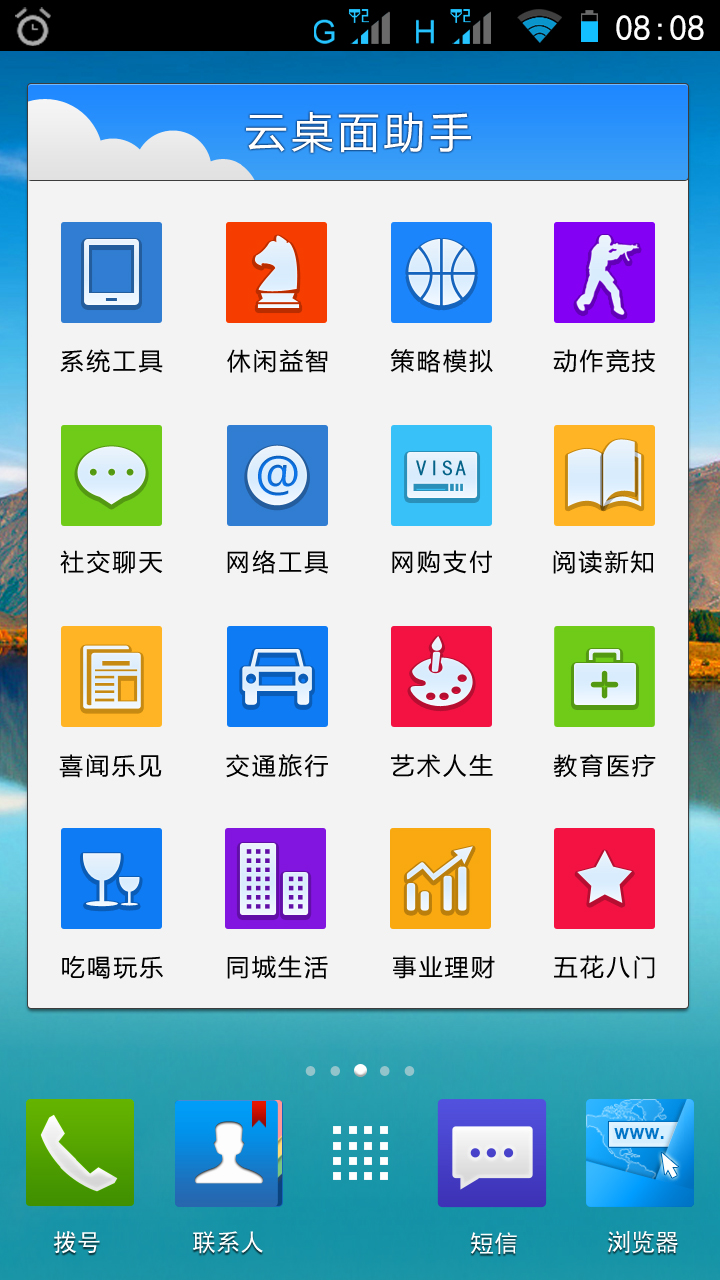 G 2 H 2 08:08
云桌面助手
系统工具 休闲益智 策略模拟 动作竞技
@ VISA
社交聊天 网络工具 网购支付 阅读新知
喜闻乐见 交通旅行 艺术人生 教育医疗
吃喝玩乐 同城生活 事业理财 五花八门
www.
拨号 联系人 短信 浏览器